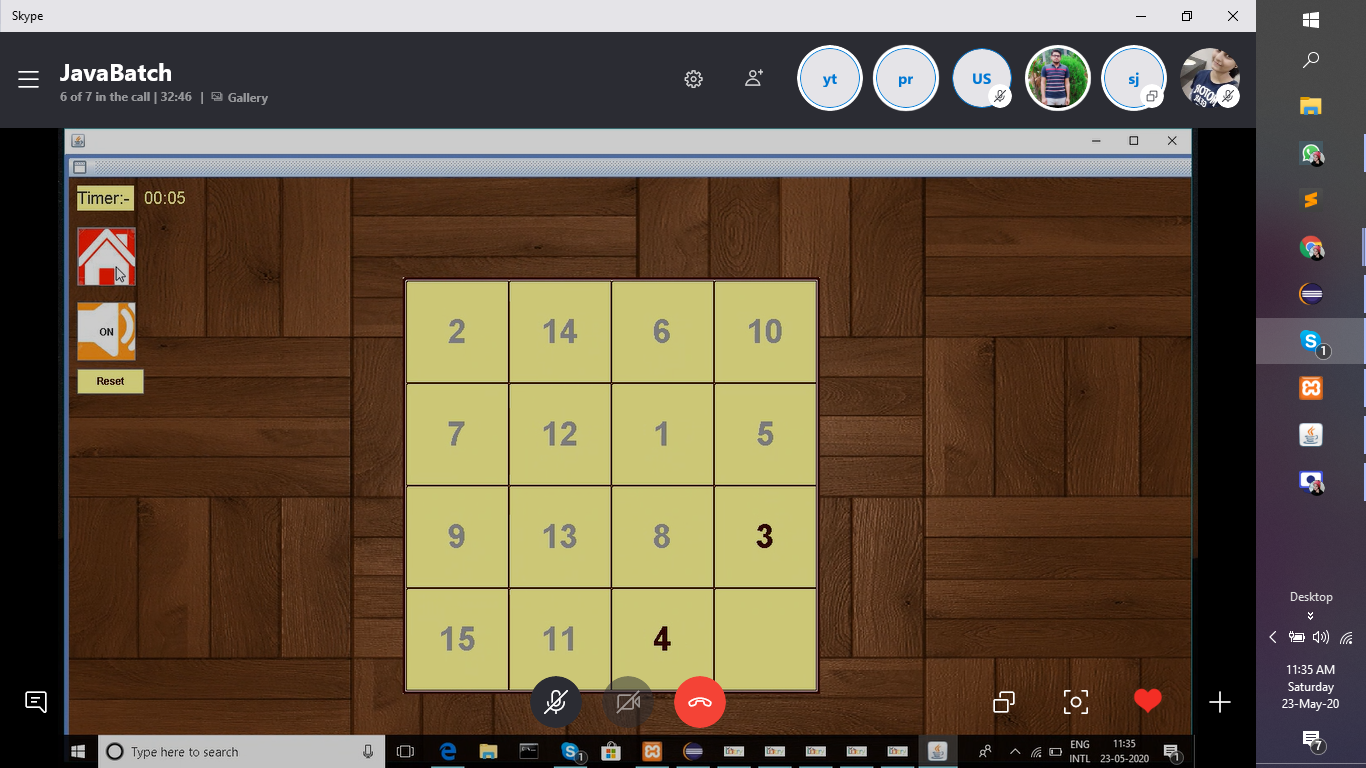 Skype
JavaBatch
6 of 7 in the call | 32:46 | Gallery
yt
pr
US
sj
Timer:- 00:05
ON
Reset
2 14 6 10
7 12 1 5
9 13 8 3
15 11 4
1
Desktop
11:35 AM
Saturday
23-May-20
7
Type here to search
1
ENG
INTL
11:35
23-05-2020
1